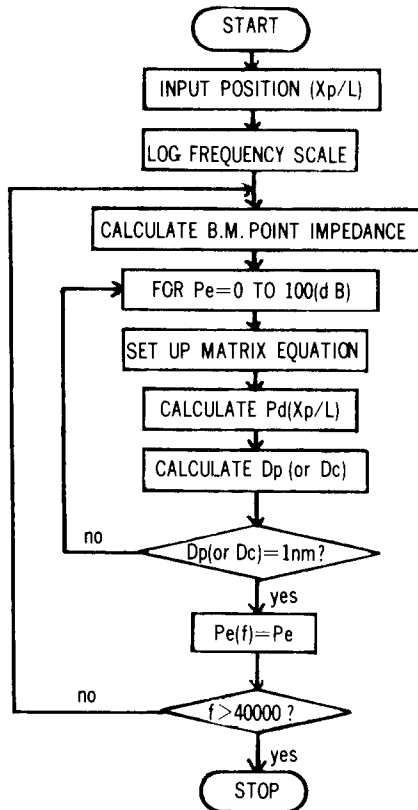 START
INPUT POSITION (Xp/L)
LOG FREQUENCY SCALE
CALCULATE B.M. POINT IMPEDANCE
FOR Pe=0 TO 100(dB)
SET UP MATRIX EQUATION
CALCULATE Pd(Xp/L)
CALCULATE Dp (or Dc)
no
Dp(or Dc)=1nm?
yes
Pe(f)=Pe
no
f>40000?
yes
STOP